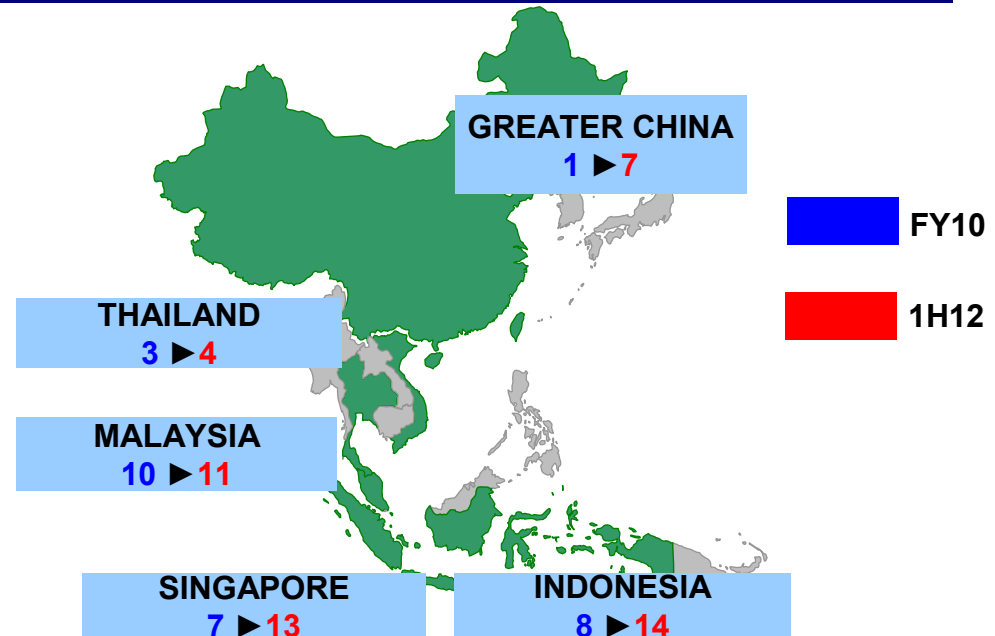 GREATER CHINA
1 ►7
FY10
1H12
THAILAND
3 ►4
MALAYSIA
10 ►11
SINGAPORE
7 ►13
INDONESIA
8 ►14